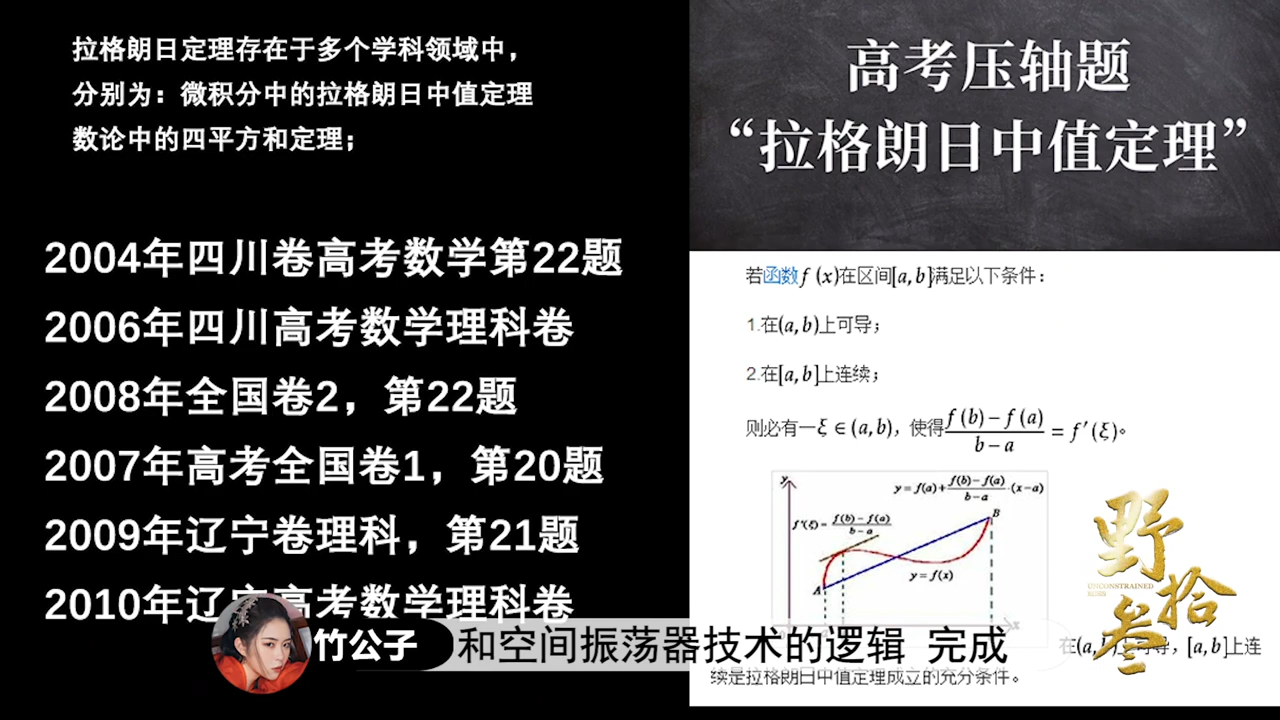 拉格朗日定理存在于多个学科领域中，
分别为：微积分中的拉格朗日中值定理
数论中的四平方和定理；
2004年四川卷高考数学第22题
2006年四川高考数学理科卷
2008年全国卷2，第22题
2007年高考全国卷1，第20题
2009年辽宁卷理科，第21题
2010年辽宁高考数学理科卷
高考压轴题
“拉格朗日中值定理”
若函数f (x)在区间[a, b]满足以下条件：
1.在(a, b)上可导；
2.在[a, b]上连续；
则必有一ξ ∈ (a, b)，使得 f (b) − f (a) / b − a = f ′(ξ)。
y
y = f(a) + f(b) − f(a) / b − a ·(x−a)
f'(ξ) = f(b) − f(a) / b − a
B
A
y = f(x)
x
在(a, b)上可导，[a, b]上连
续是拉格朗日中值定理成立的充分条件。
野拾叁
UNCONSTRAINED
竹公子
和空间振荡器技术的逻辑 完成